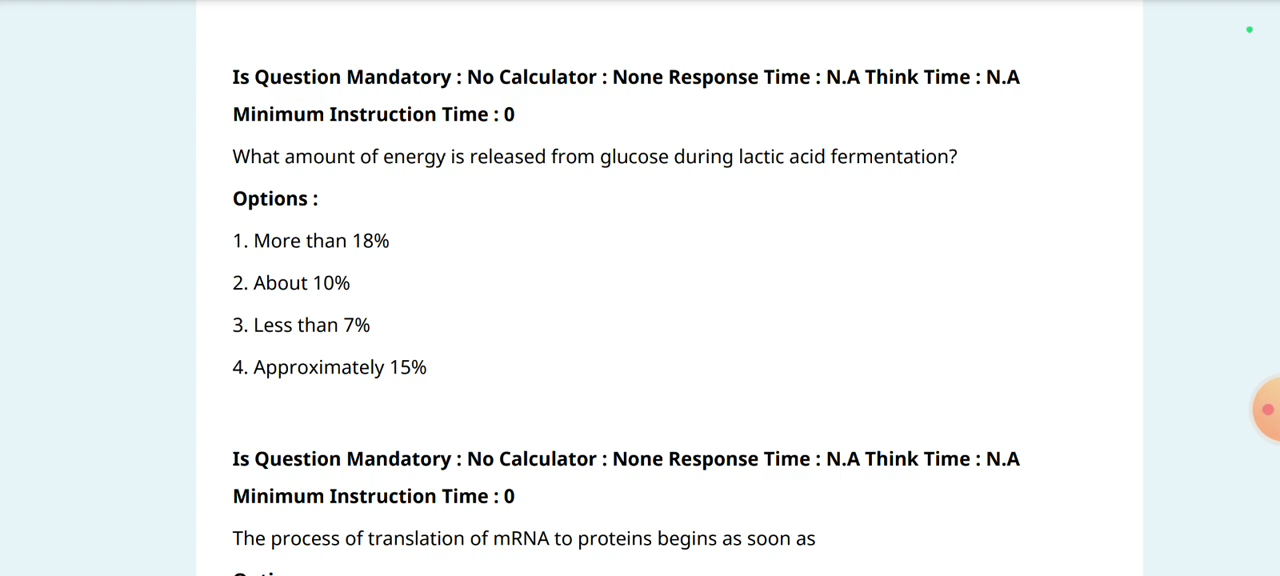 Is Question Mandatory : No Calculator : None Response Time : N.A Think Time : N.A
Minimum Instruction Time : 0
What amount of energy is released from glucose during lactic acid fermentation?
Options :
1. More than 18%
2. About 10%
3. Less than 7%
4. Approximately 15%
Is Question Mandatory : No Calculator : None Response Time : N.A Think Time : N.A
Minimum Instruction Time : 0
The process of translation of mRNA to proteins begins as soon as